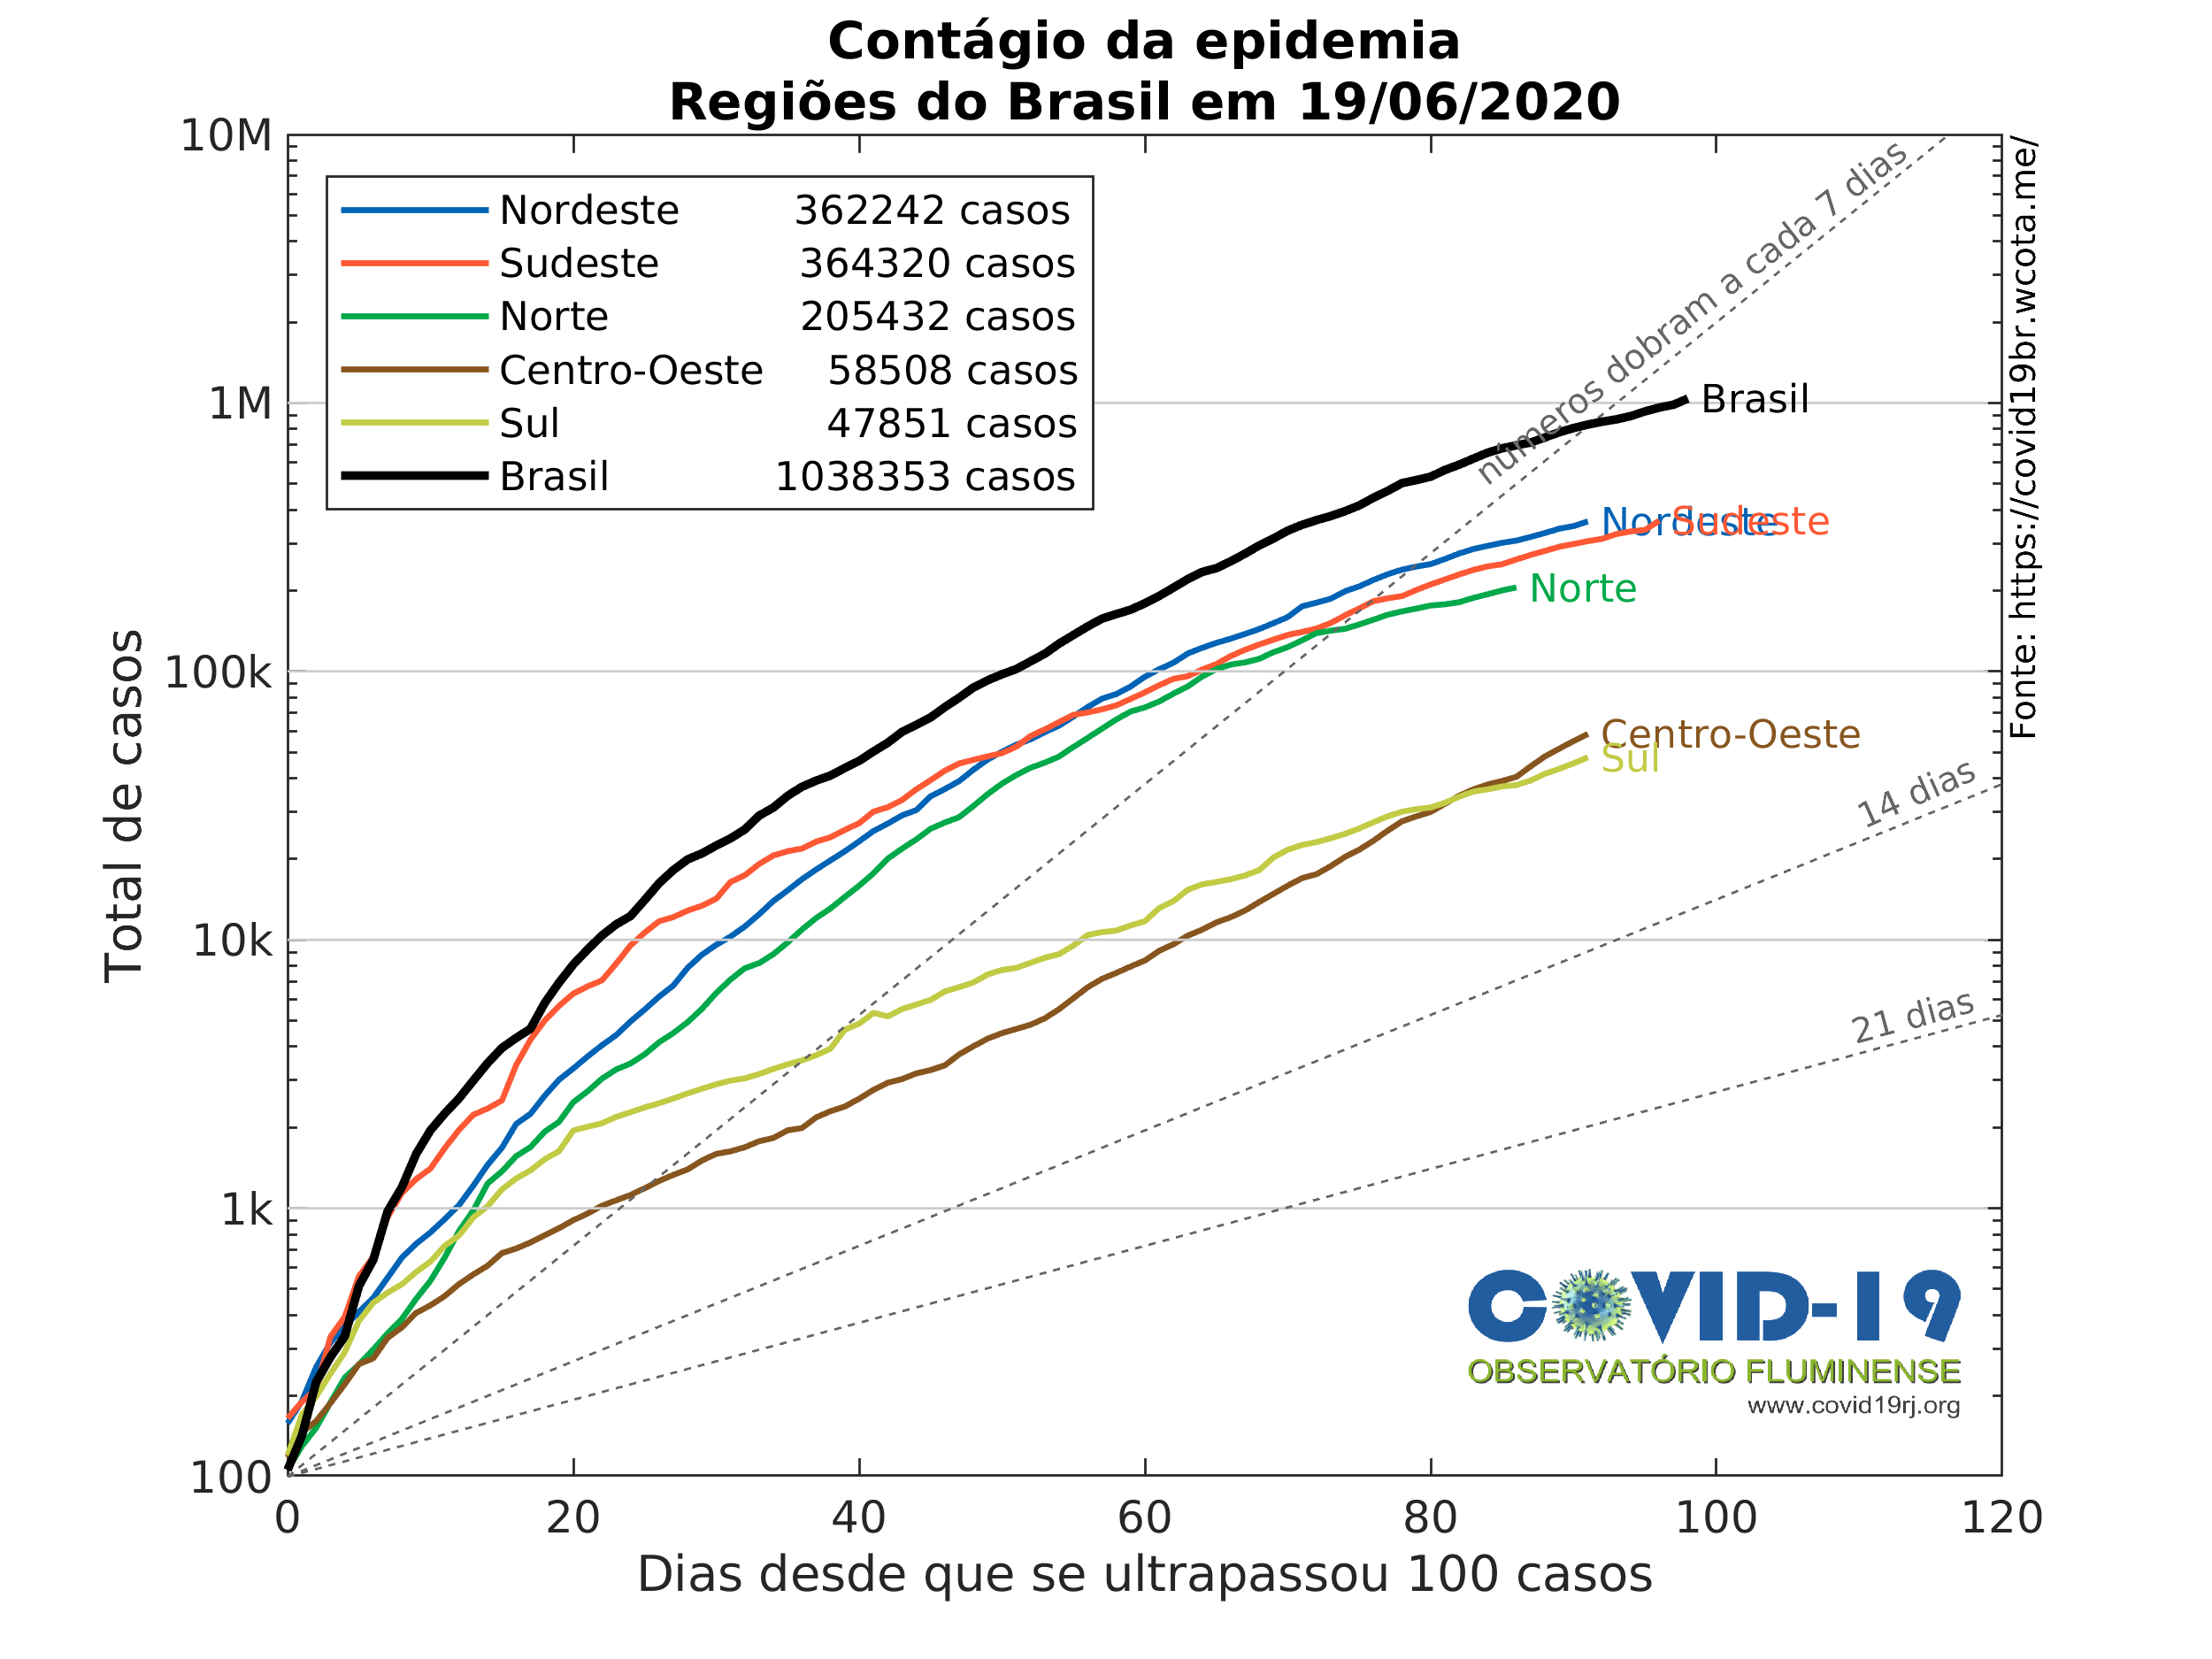 Contágio da epidemia
Regiões do Brasil em 19/06/2020
10M
1M
100k
10k
1k
100
Total de casos
Nordeste 362242 casos
Sudeste 364320 casos
Norte 205432 casos
Centro-Oeste 58508 casos
Sul 47851 casos
Brasil 1038353 casos
números dobram a cada 7 dias
Brasil
Nordeste
Sudeste
Norte
Centro-Oeste
Sul
14 dias
21 dias
Fonte: https://covid19br.wcota.me/
COVID-19
OBSERVATÓRIO FLUMINENSE
www.covid19rj.org
0 20 40 60 80 100 120
Dias desde que se ultrapassou 100 casos